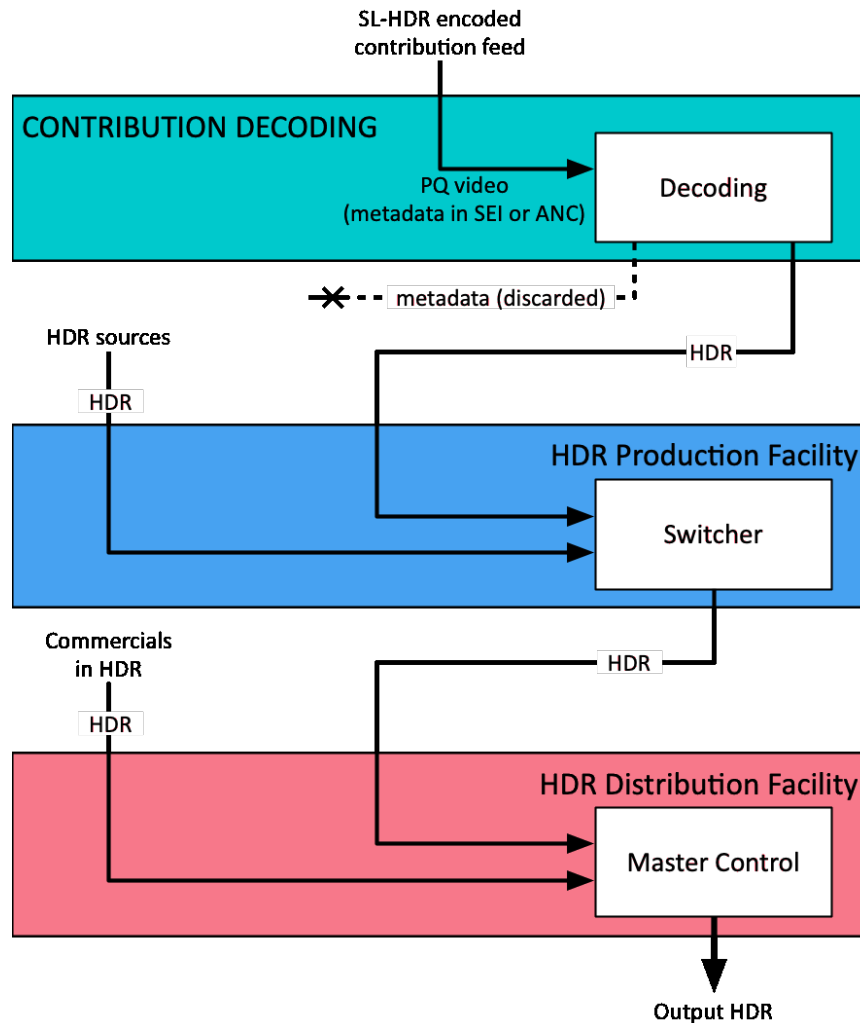 SL-HDR encoded
contribution feed
CONTRIBUTION DECODING
PQ video
(metadata in SEI or ANC)
Decoding
metadata (discarded)
HDR sources
HDR
HDR
HDR Production Facility
Switcher
Commercials
in HDR
HDR
HDR
HDR Distribution Facility
Master Control
Output HDR